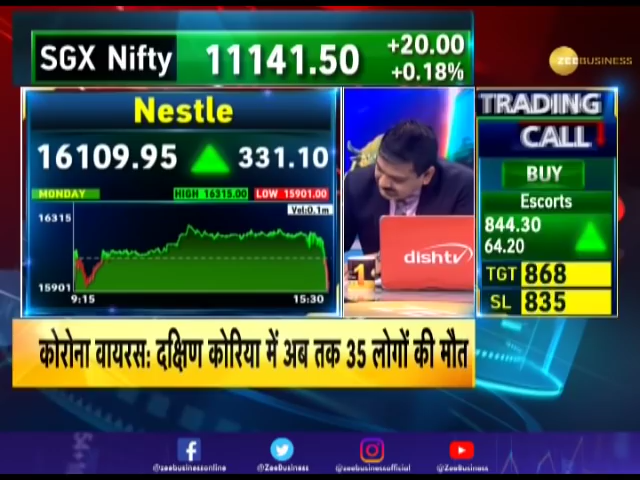 SGX Nifty 11141.50 +20.00
+0.18%
ZEEBUSINESS
Nestle
16109.95 331.10
MONDAY HIGH 16315.00 LOW 15901.00
Vol:0.1m
16315
15901
9:15 15:30
dishtv
1
TRADING
CALL
BUY
Escorts
844.30
64.20
TGT 868
SL 835
कोरोना वायरस: दक्षिण कोरिया में अब तक 35 लोगों की मौत
@zeebusinessonline @ZeeBusiness @zeebusinessofficial @ZeeBusiness